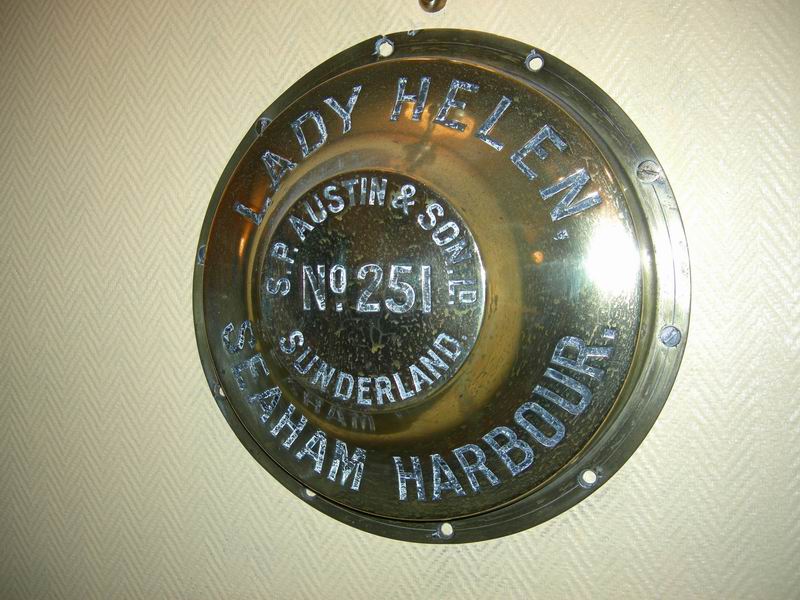 LADY HELEN,
S.P. AUSTIN & SON. LD.
No. 251
SUNDERLAND.
SEAHAM HARBOUR.